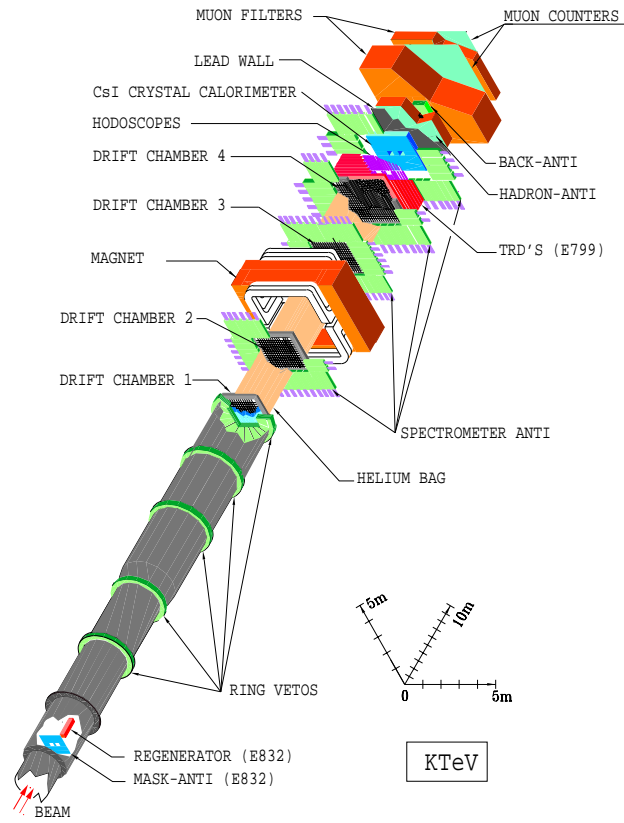 MUON FILTERS
MUON COUNTERS
LEAD WALL
CsI CRYSTAL CALORIMETER
HODOSCOPES
DRIFT CHAMBER 4
BACK-ANTI
HADRON-ANTI
DRIFT CHAMBER 3
TRD'S (E799)
MAGNET
DRIFT CHAMBER 2
DRIFT CHAMBER 1
SPECTROMETER ANTI
HELIUM BAG
5m
10m
0
5m
RING VETOS
REGENERATOR (E832)
MASK-ANTI (E832)
KTeV
BEAM